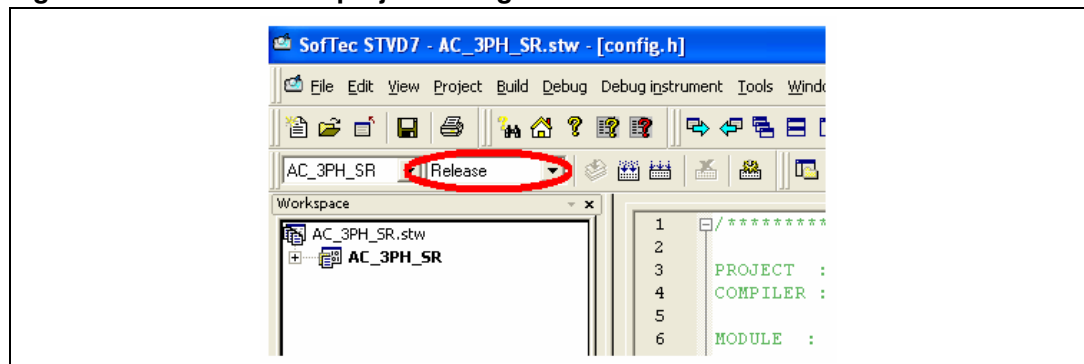 SofTec STVD7 - AC_3PH_SR.stw - [config.h]
File Edit View Project Build Debug Debug instrument Tools
AC_3PH_SR Release
Workspace
AC_3PH_SR.stw
AC_3PH_SR
1 /*********
2
3 PROJECT :
4 COMPILER :
5
6 MODULE :